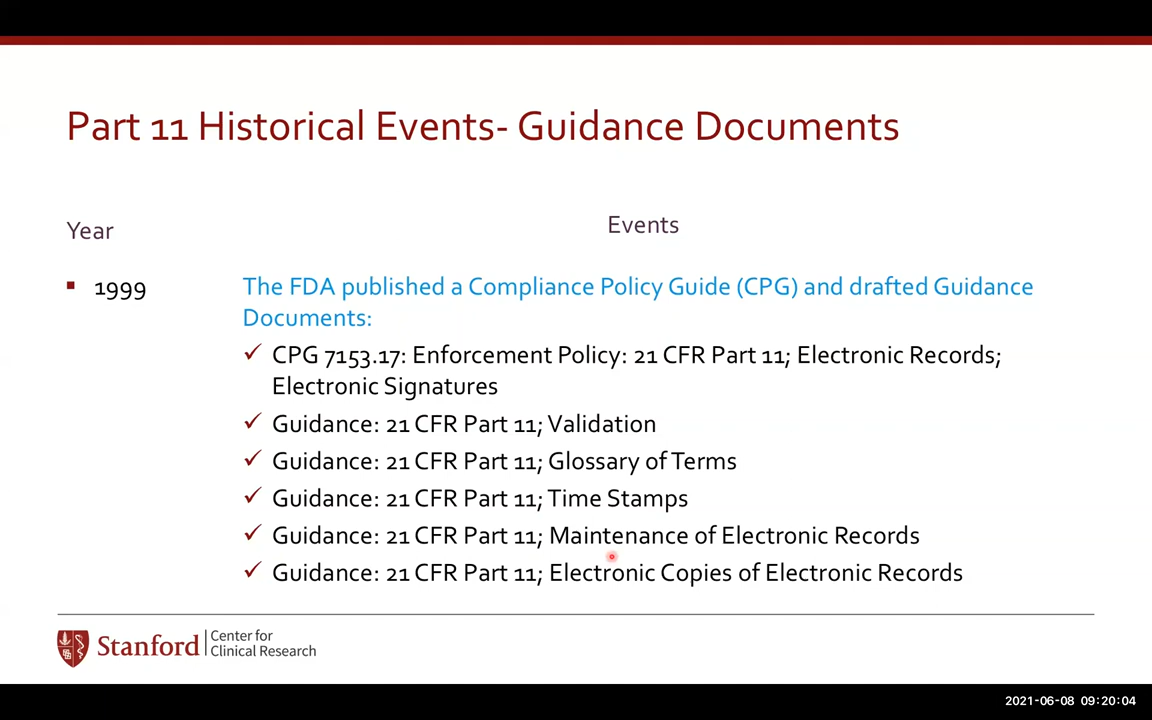 Part 11 Historical Events- Guidance Documents
Year
Events
1999
The FDA published a Compliance Policy Guide (CPG) and drafted Guidance
Documents:
CPG 7153.17: Enforcement Policy: 21 CFR Part 11; Electronic Records;
Electronic Signatures
Guidance: 21 CFR Part 11; Validation
Guidance: 21 CFR Part 11; Glossary of Terms
Guidance: 21 CFR Part 11; Time Stamps
Guidance: 21 CFR Part 11; Maintenance of Electronic Records
Guidance: 21 CFR Part 11; Electronic Copies of Electronic Records
Stanford
Center for
Clinical Research
2021-06-08 09:20:04